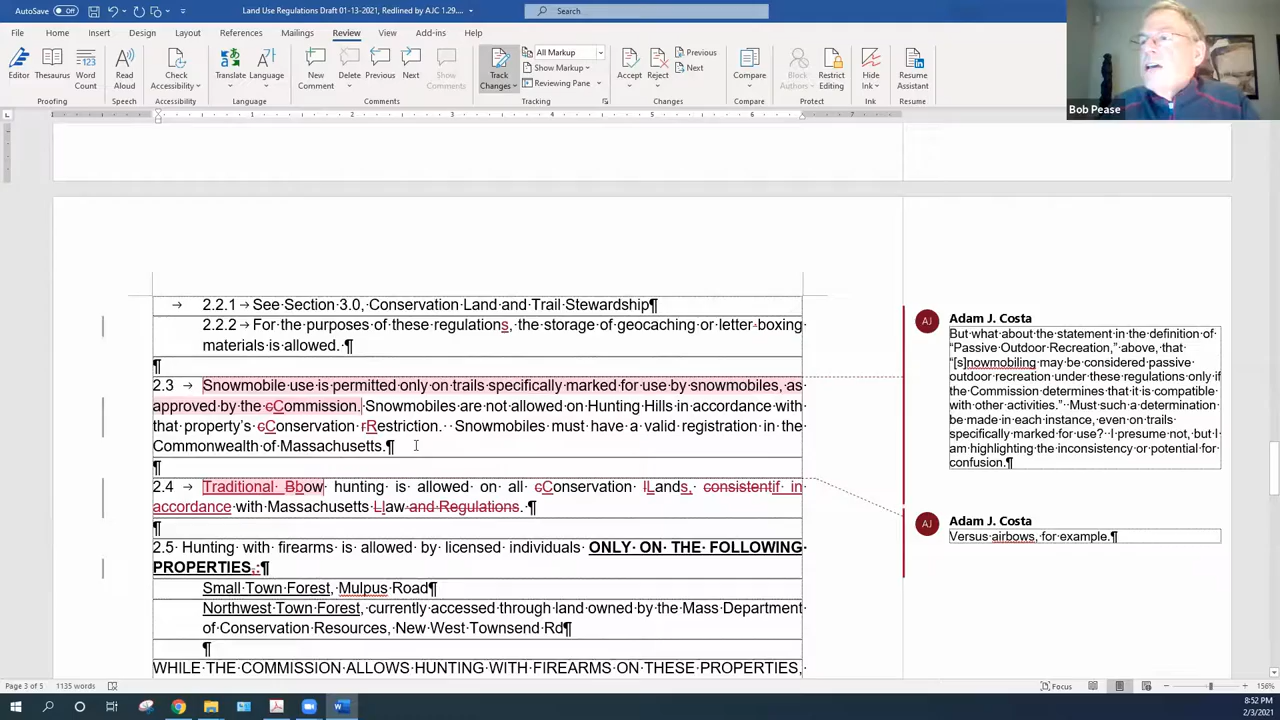 AutoSave Off
Land Use Regulations Draft 01-13-2021, Redlined by AJC 1.29....
Search
File Home Insert Design Layout References Mailings Review View Add-ins Help
Editor Thesaurus Word Count Read Aloud Check Accessibility Translate Language New Comment Delete Previous Next Show Comments Track Changes All Markup Show Markup Reviewing Pane Accept Reject Previous Next Compare Block Authors Restrict Editing Hide Ink Resume Assistant
Proofing Speech Accessibility Language Comments Tracking Changes Compare Protect Ink Resume
Bob Pease
1 1 2 3 4 5 6 7
→ 2.2.1→See·Section·3.0,·Conservation·Land·and·Trail·Stewardship¶
2.2.2→For·the·purposes·of·these·regulations,·the·storage·of·geocaching·or·letter-boxing·
materials·is·allowed.·¶
¶
2.3 → Snowmobile·use·is·permitted·only·on·trails·specifically·marked·for·use·by·snowmobiles,·as·
approved·by·the·cCommission.·Snowmobiles·are·not·allowed·on·Hunting·Hills·in·accordance·with·
that·property's·cConservation·rRestriction.··Snowmobiles·must·have·a·valid·registration·in·the·
Commonwealth·of·Massachusetts.¶
¶
2.4 → Traditional·Bbow·hunting·is·allowed·on·all·cConservation·lLands,·consistentif·in·
accordance·with·Massachusetts·Llaw·and·Regulations.·¶
¶
2.5·Hunting·with·firearms·is·allowed·by·licensed·individuals·ONLY·ON·THE·FOLLOWING·
PROPERTIES,:¶
Small·Town·Forest,·Mulpus·Road¶
Northwest·Town·Forest,·currently·accessed·through·land·owned·by·the·Mass·Department·
of·Conservation·Resources,·New·West·Townsend·Rd¶
¶
WHILE·THE·COMMISSION·ALLOWS·HUNTING·WITH·FIREARMS·ON·THESE·PROPERTIES,·
AJ Adam J. Costa
But·what·about·the·statement·in·the·definition·of·
"Passive·Outdoor·Recreation,"·above,·that·
"[s]nowmobiling·may·be·considered·passive·
outdoor·recreation·under·these·regulations·only·if·
the·Commission·determines·that·it·is·compatible·
with·other·activities."··Must·such·a·determination·
be·made·in·each·instance,·even·on·trails·
specifically·marked·for·use?··I·presume·not,·but·I·
am·highlighting·the·inconsistency·or·potential·for·
confusion.¶
AJ Adam J. Costa
Versus·airbows,·for·example.¶
Page 3 of 5 1135 words Focus 156%
8:52 PM
2/3/2021